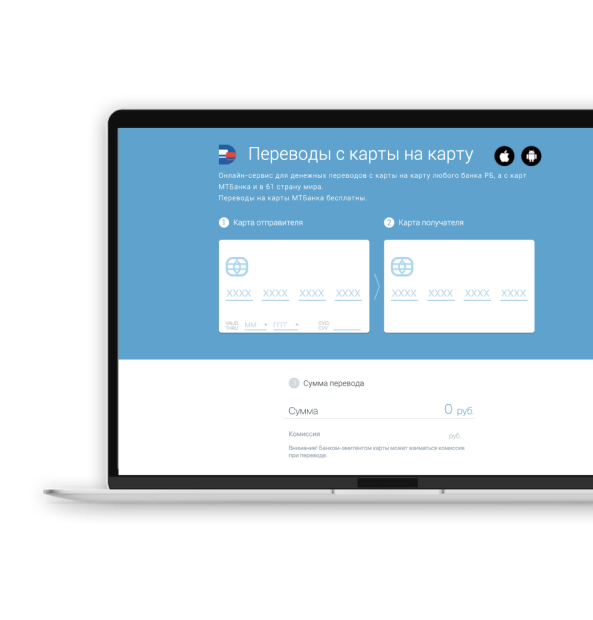 Переводы с карты на карту
Онлайн-сервис для денежных переводов с карты на карту любого банка РБ, а с карт
МТБанка и в 61 страну мира.
Переводы на карты МТБанка бесплатны.
1 Карта отправителя
2 Карта получателя
XXXX XXXX XXXX XXXX
XXXX XXXX XXXX XXXX
VALID
THRU
ММ ГГГГ
CVC/
CVV
3 Сумма перевода
Сумма 0 руб.
Комиссия руб.
Внимание! Банком-эмитентом карты может взиматься комиссия
при переводе.